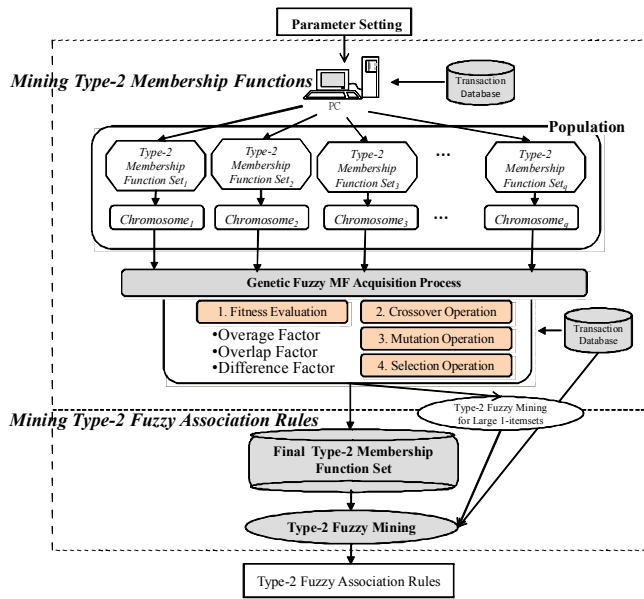 Parameter Setting
Mining Type-2 Membership Functions
PC
Transaction
Database
Population
Type-2
Membership
Function Set1
Type-2
Membership
Function Set2
Type-2
Membership
Function Set3
...
Type-2
Membership
Function Setq
Chromosome1
Chromosome2
Chromosome3
...
Chromosomeq
Genetic Fuzzy MF Acquisition Process
1. Fitness Evaluation
•Overage Factor
•Overlap Factor
•Difference Factor
2. Crossover Operation
3. Mutation Operation
4. Selection Operation
Transaction
Database
Mining Type-2 Fuzzy Association Rules
Type-2 Fuzzy Mining
for Large 1-itemsets
Final Type-2 Membership
Function Set
Type-2 Fuzzy Mining
Type-2 Fuzzy Association Rules